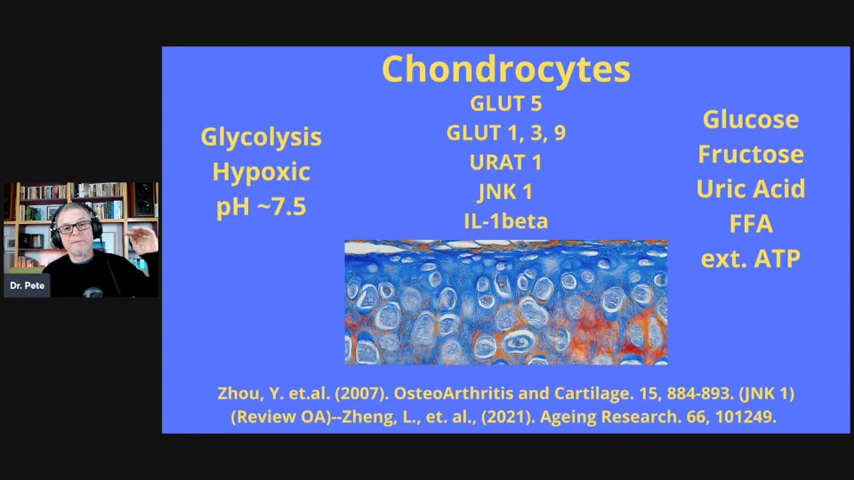 Chondrocytes
GLUT 5
GLUT 1, 3, 9
URAT 1
JNK 1
IL-1beta
Glycolysis
Hypoxic
pH ~7.5
Glucose
Fructose
Uric Acid
FFA
ext. ATP
Dr. Pete
Zhou, Y. et.al. (2007). OsteoArthritis and Cartilage. 15, 884-893. (JNK 1)
(Review OA)--Zheng, L., et. al., (2021). Ageing Research. 66, 101249.